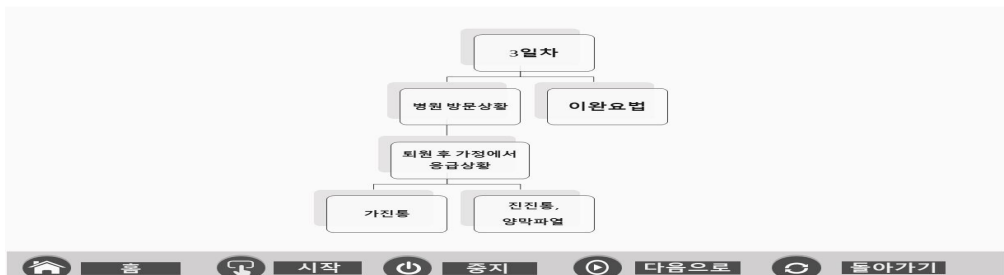 3일차
병원 방문상황
이완요법
퇴원 후 가정에서
응급상황
가진통
진진통,
양막파열
홈
시작
중지
다음으로
돌아가기